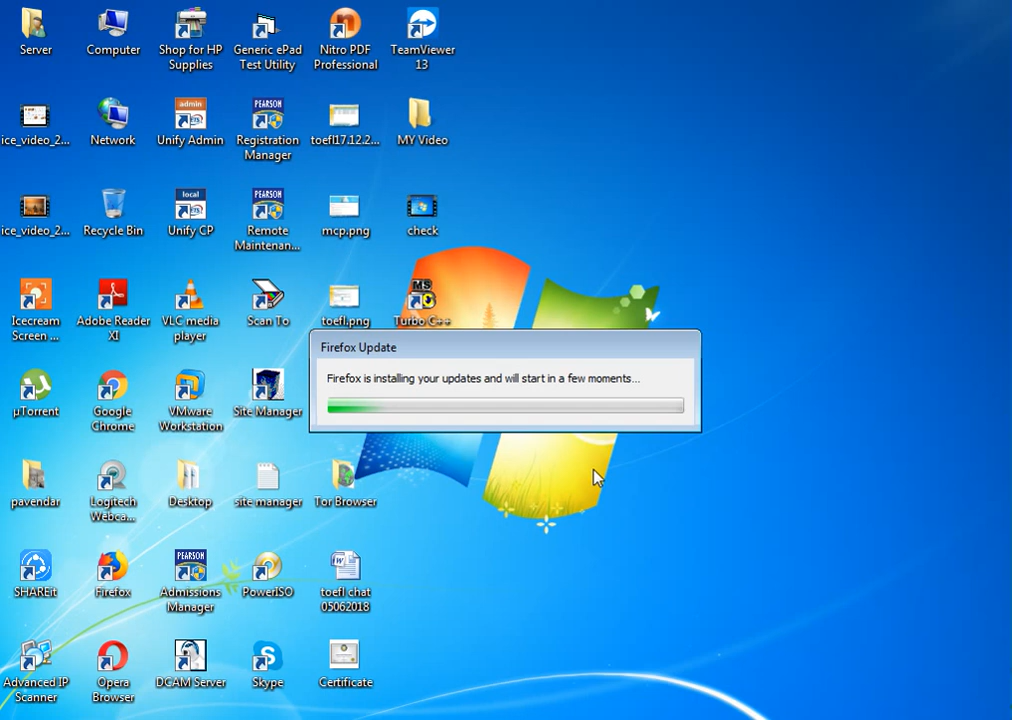 Server
Computer
Shop for HP
Supplies
Generic ePad
Test Utility
Nitro PDF
Professional
TeamViewer
13
ice_video_2...
Network
admin
ETS
Unify Admin
PEARSON
Registration
Manager
toefl17.12.2...
MY Video
ice_video_2...
Recycle Bin
local
ETS
Unify CP
PEARSON
Remote
Maintenan...
mcp.png
check
Icecream
Screen ...
Adobe Reader
XI
VLC media
player
Scan To
toefl.png
MS
Turbo C++
Firefox Update
Firefox is installing your updates and will start in a few moments...
µTorrent
Google
Chrome
VMware
Workstation
Site Manager
pavendar
Logitech
Webca...
Desktop
site manager
Tor Browser
SHAREit
Firefox
PEARSON
Admissions
Manager
PowerISO
toefl chat
05062018
Advanced IP
Scanner
Opera
Browser
DCAM Server
Skype
Certificate